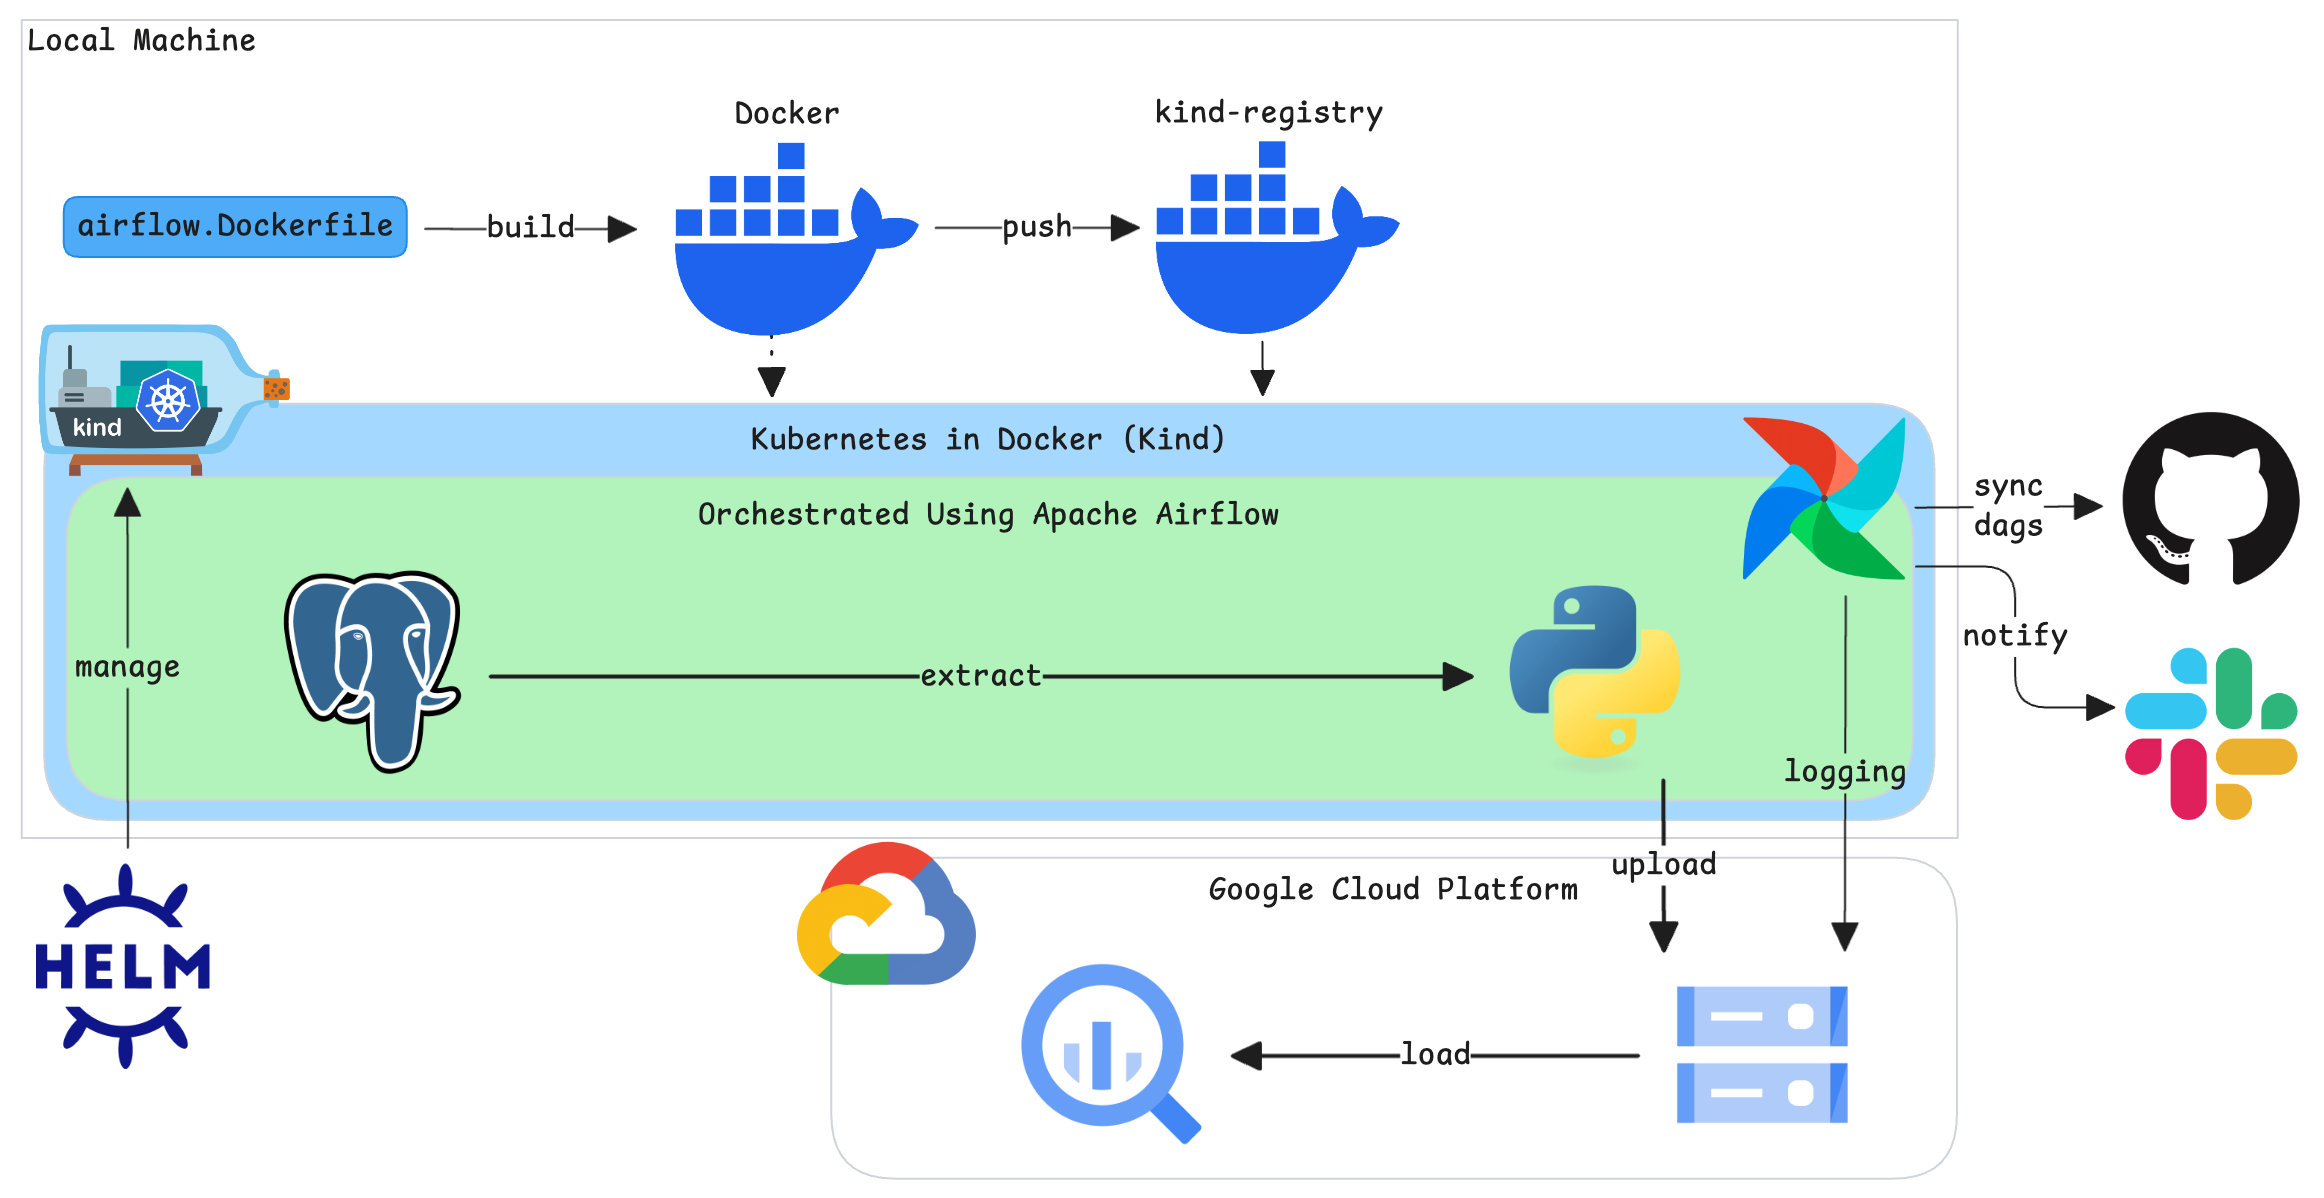 Local Machine
Docker
kind-registry
airflow.Dockerfile
build
push
kind
Kubernetes in Docker (Kind)
Orchestrated Using Apache Airflow
sync
dags
notify
manage
extract
logging
upload
Google Cloud Platform
HELM
load